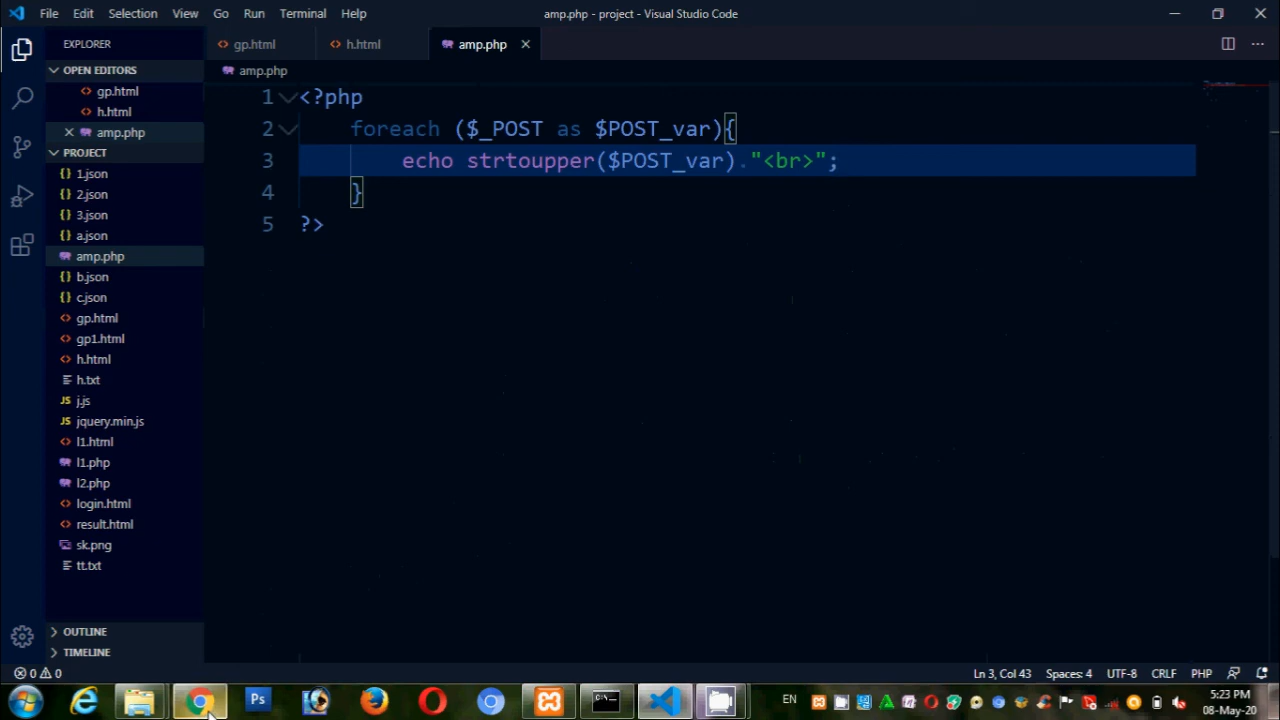 File Edit Selection View Go Run Terminal Help
amp.php - project - Visual Studio Code
EXPLORER
OPEN EDITORS
gp.html
h.html
amp.php
PROJECT
1.json
2.json
3.json
a.json
amp.php
b.json
c.json
gp.html
gp1.html
h.html
h.txt
JS j.js
JS jquery.min.js
l1.html
l1.php
l2.php
login.html
result.html
sk.png
tt.txt
OUTLINE
TIMELINE
gp.html h.html amp.php
amp.php
1 <?php
2 foreach ($_POST as $POST_var){
3 echo strtoupper($POST_var)."<br>";
4 }
5 ?>
0 0 Ln 3, Col 43 Spaces: 4 UTF-8 CRLF PHP
Ps
EN
5:23 PM
08-May-20